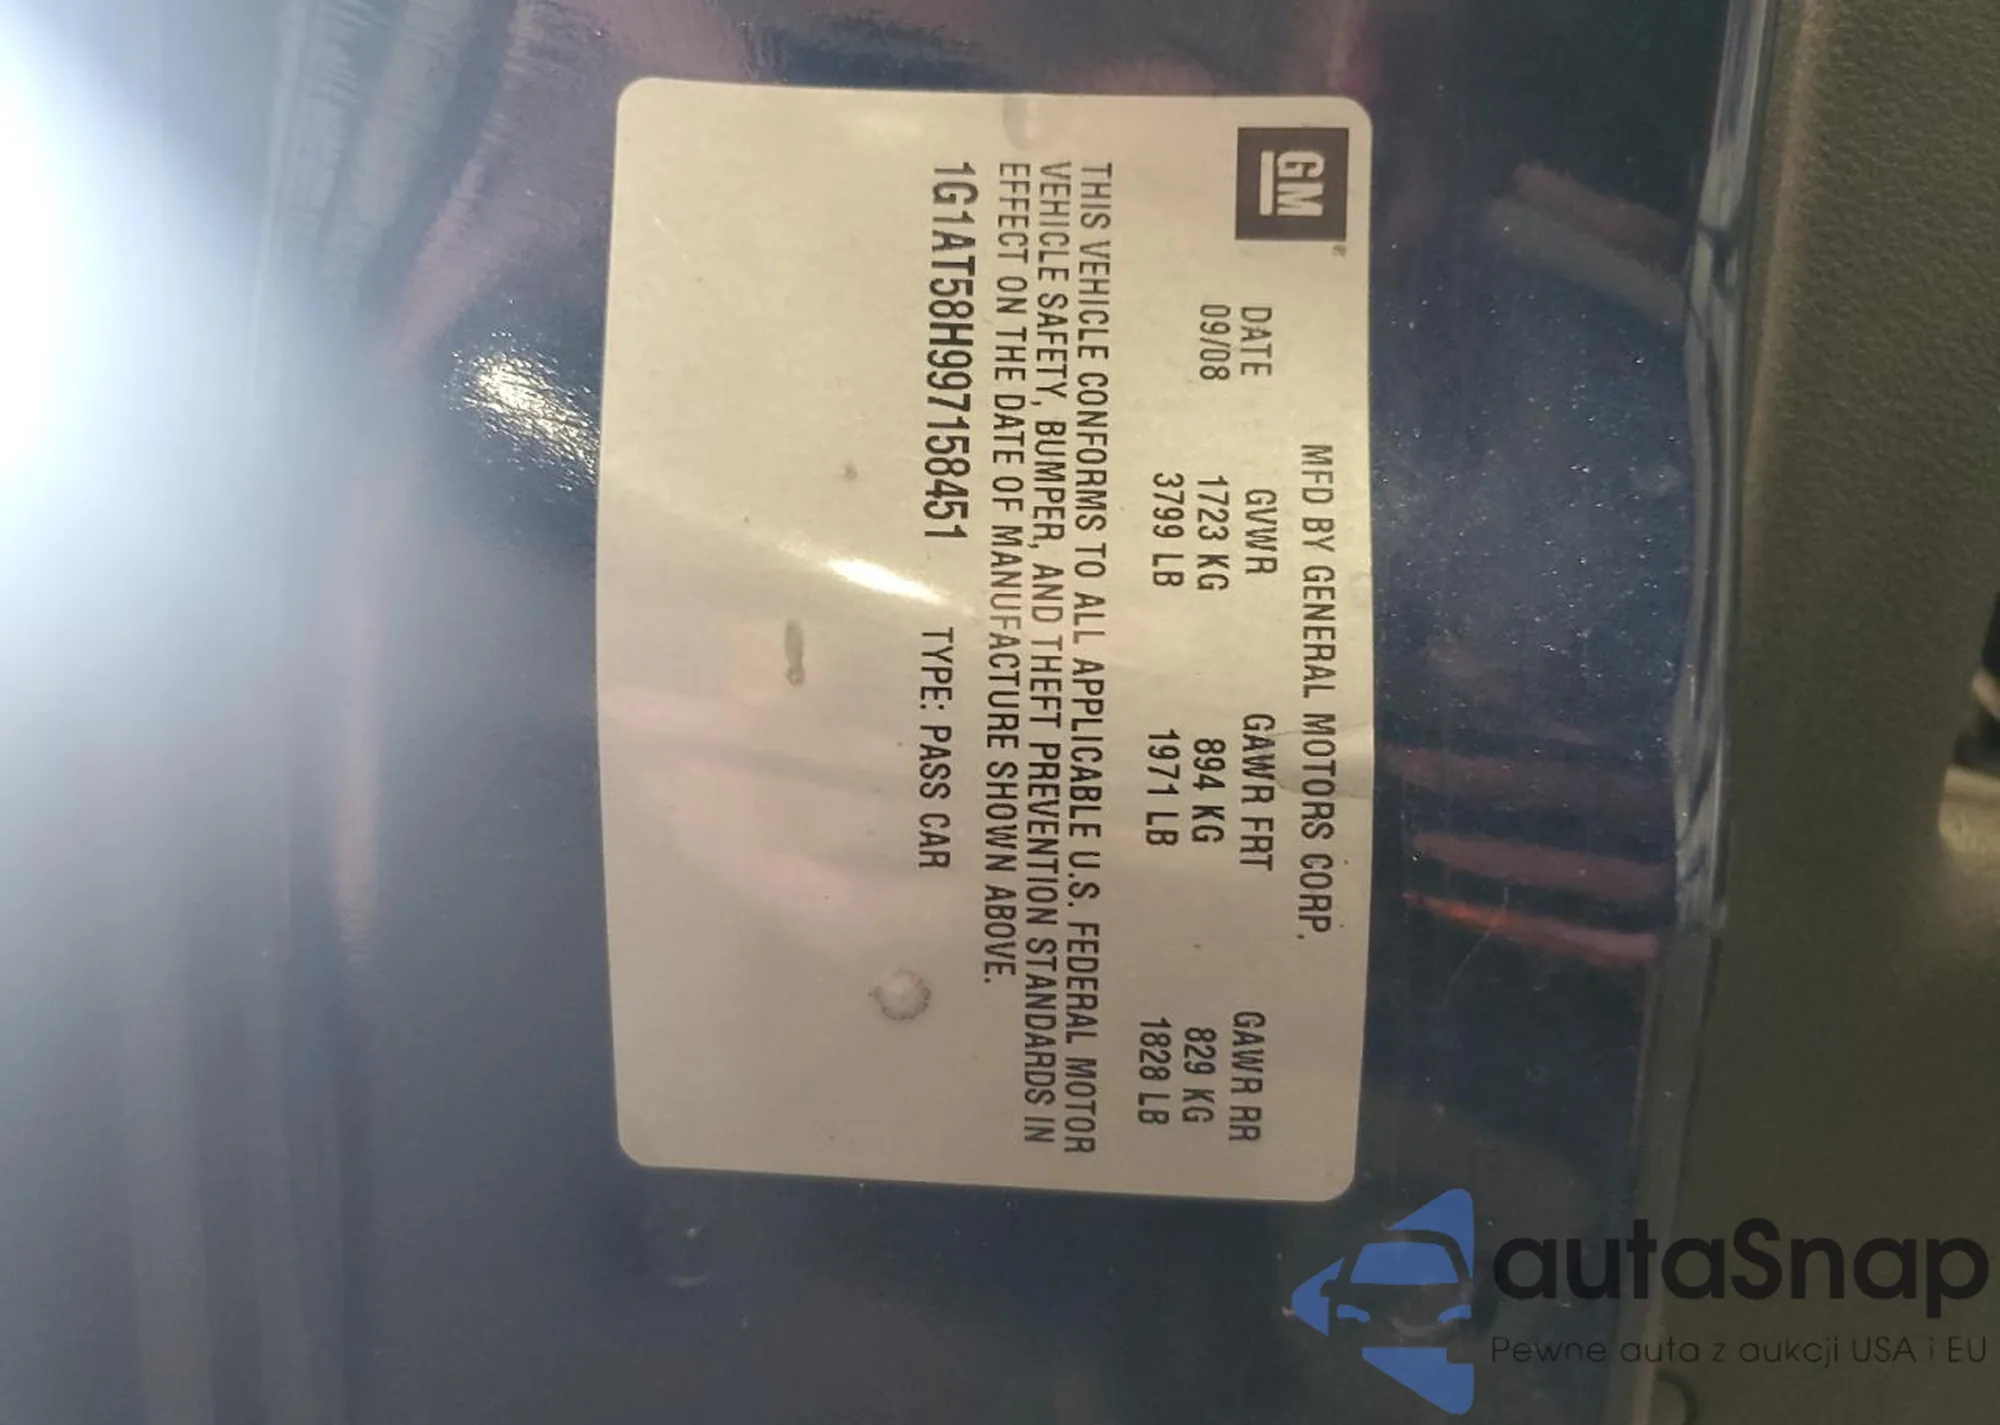 GM
MFD BY GENERAL MOTORS CORP.
DATE GVWR GAWR FRT GAWR RR
09/08 1723 KG 894 KG 829 KG
3799 LB 1971 LB 1828 LB
THIS VEHICLE CONFORMS TO ALL APPLICABLE U.S. FEDERAL MOTOR
VEHICLE SAFETY, BUMPER, AND THEFT PREVENTION STANDARDS IN
EFFECT ON THE DATE OF MANUFACTURE SHOWN ABOVE.
1G1AT58H997158451 TYPE: PASS CAR
autaSnap
Pewne auta z aukcji USA i EU